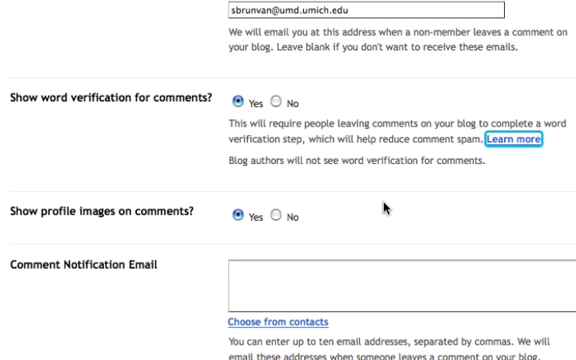 sbrunvan@umd.umich.edu
We will email you at this address when a non-member leaves a comment on
your blog. Leave blank if you don't want to receive these emails.
Show word verification for comments?
Yes No
This will require people leaving comments on your blog to complete a word
verification step, which will help reduce comment spam. Learn more
Blog authors will not see word verification for comments.
Show profile images on comments?
Yes No
Comment Notification Email
Choose from contacts
You can enter up to ten email addresses, separated by commas. We will
email these addresses when someone leaves a comment on your blog.